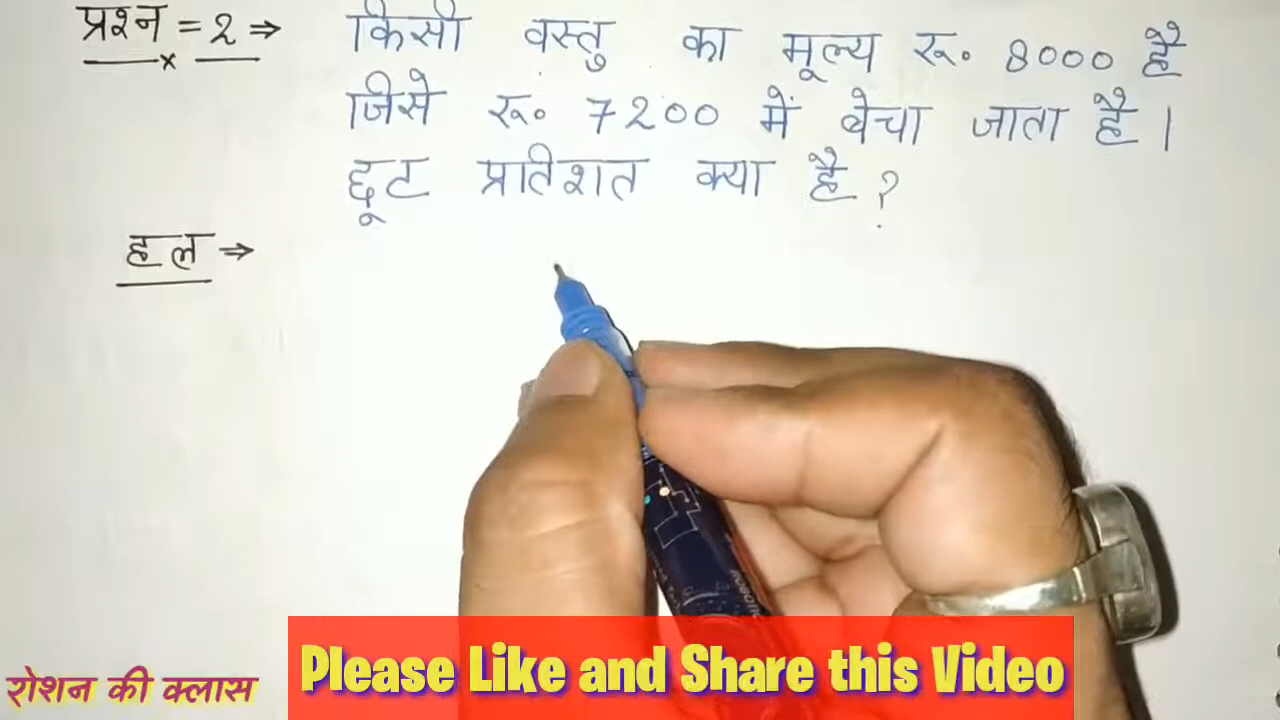 प्रश्न = 2 ⇒ किसी वस्तु का मूल्य रू॰ 8000 है
जिसे रू॰ 7200 में बेचा जाता है।
छूट प्रतिशत क्या है?
हल ⇒
रोशन की क्लास
Please Like and Share this Video